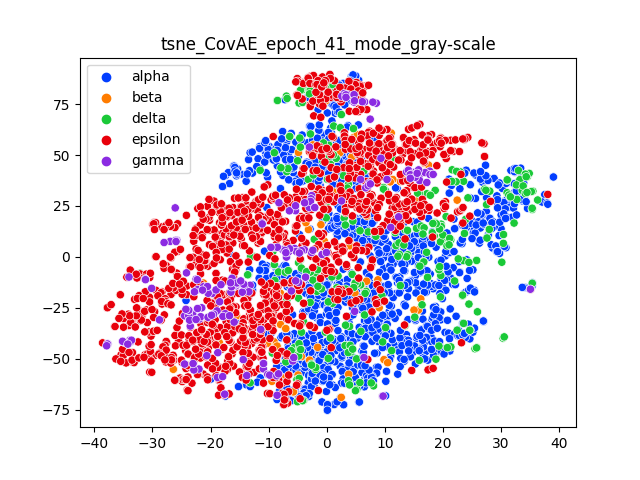 tsne_CovAE_epoch_41_mode_gray-scale
alpha
beta
delta
epsilon
gamma
75
50
25
0
−25
−50
−75
−40 −30 −20 −10 0 10 20 30 40